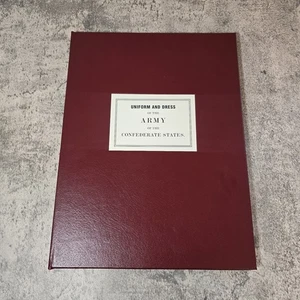 UNIFORM AND DRESS
OF THE
ARMY
OF THE
CONFEDERATE STATES.